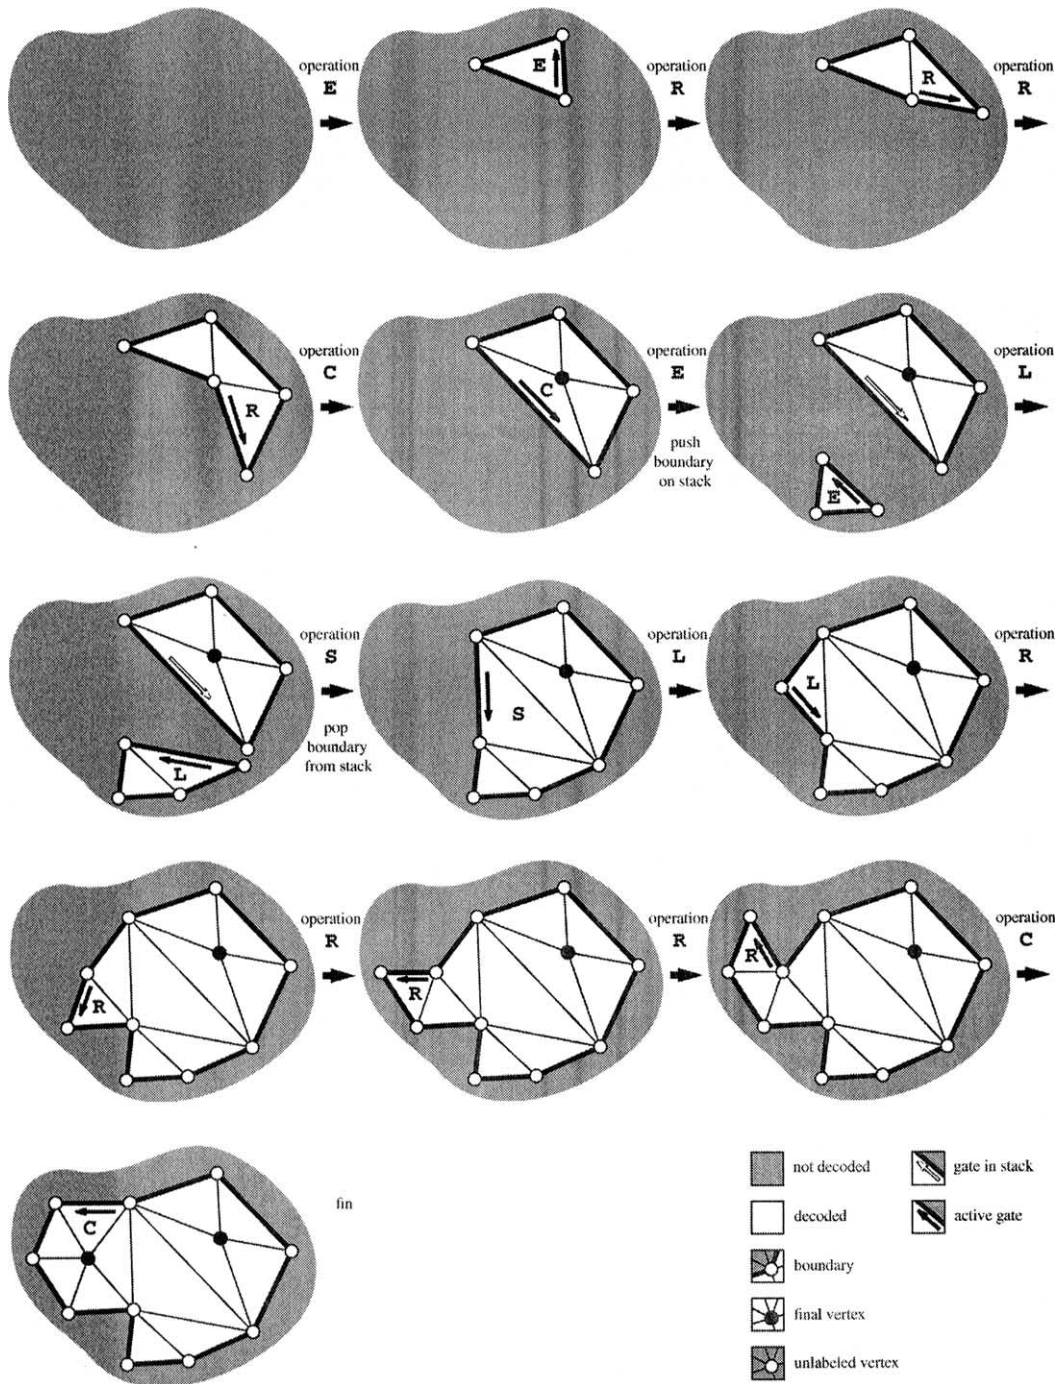 operation
E
E
operation
R
R
operation
R
R
operation
C
C
operation
E
push
boundary
on stack
E
operation
L
L
operation
S
pop
boundary
from stack
S
operation
L
L
operation
R
R
operation
R
R
operation
R
R
operation
C
C
fin
not decoded
decoded
boundary
final vertex
unlabeled vertex
gate in stack
active gate